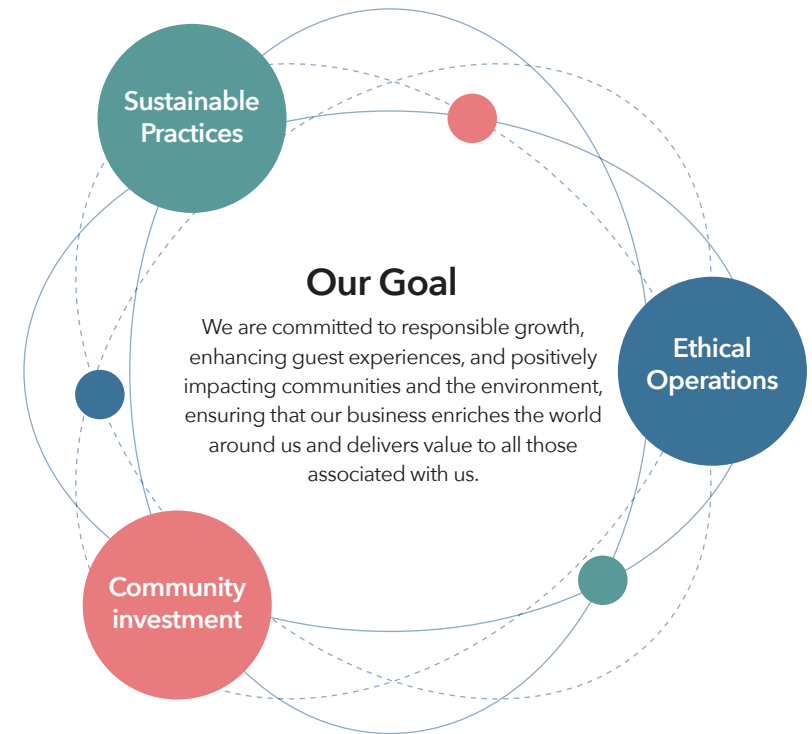 Sustainable
Practices
Our Goal
We are committed to responsible growth,
enhancing guest experiences, and positively
impacting communities and the environment,
ensuring that our business enriches the world
around us and delivers value to all those
associated with us.
Ethical
Operations
Community
investment